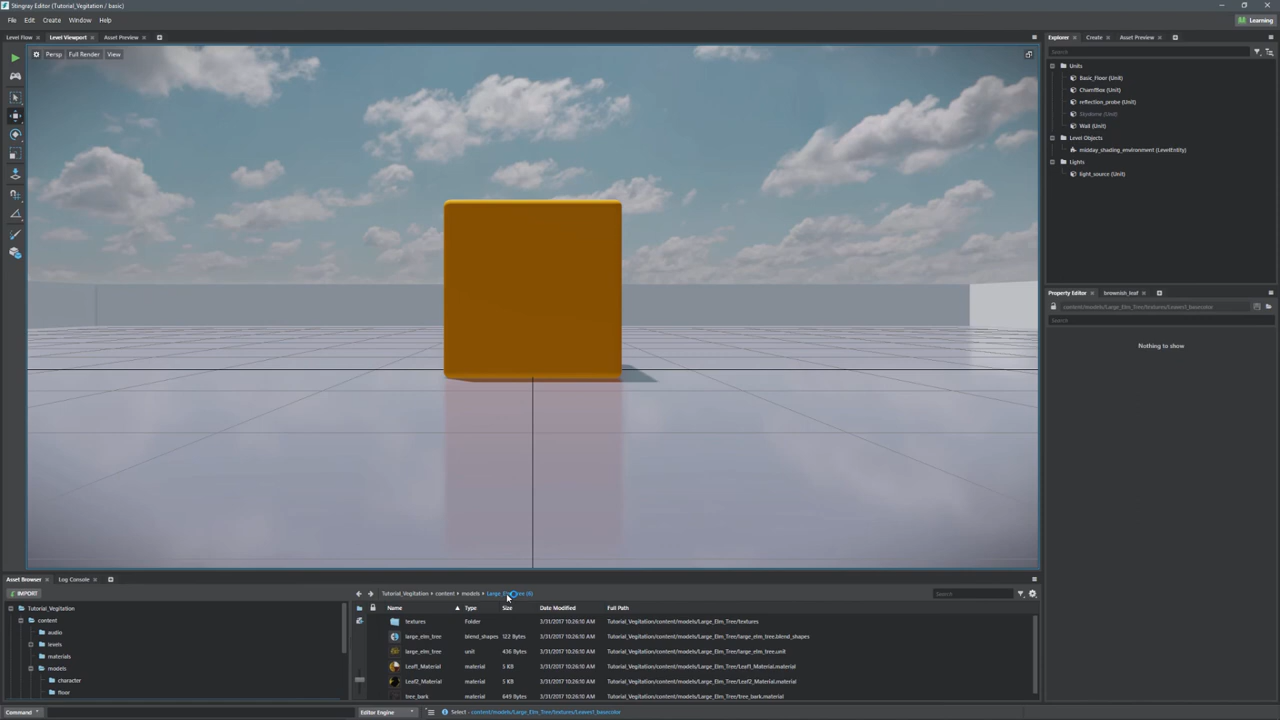 Stingray Editor (Tutorial_Vegitation / basic)
File Edit Create Window Help
Learning
Level Flow Level Viewport Asset Preview
Persp Full Render View
Explorer Create Asset Preview
Search
Units
Basic_Floor (Unit)
ChamfBox (Unit)
reflection_probe (Unit)
Skydome (Unit)
Wall (Unit)
Level Objects
midday_shading_environment (LevelEntity)
Lights
light_source (Unit)
Property Editor brownish_leaf
content/models/Large_Elm_Tree/textures/Leaves1_basecolor
Search
Nothing to show
Asset Browser Log Console
IMPORT
Tutorial_Vegitation content models
Search
Tutorial_Vegitation
content
audio
levels
materials
models
character
floor
Name Type Size Date Modified Full Path
textures Folder 3/31/2017 10:26:10 AM Tutorial_Vegitation/content/models/Large_Elm_Tree/textures
large_elm_tree blend_shapes 122 Bytes 3/31/2017 10:26:10 AM Tutorial_Vegitation/content/models/Large_Elm_Tree/large_elm_tree.blend_shapes
large_elm_tree unit 436 Bytes 3/31/2017 10:26:10 AM Tutorial_Vegitation/content/models/Large_Elm_Tree/large_elm_tree.unit
Leaf1_Material material 5 KB 3/31/2017 10:26:10 AM Tutorial_Vegitation/content/models/Large_Elm_Tree/Leaf1_Material.material
Leaf2_Material material 5 KB 3/31/2017 10:26:10 AM Tutorial_Vegitation/content/models/Large_Elm_Tree/Leaf2_Material.material
tree_bark material 649 Bytes 3/31/2017 10:26:10 AM Tutorial_Vegitation/content/models/Large_Elm_Tree/tree_bark.material
Command Editor Engine Select - content/models/Large_Elm_Tree/textures/Leaves1_basecolor